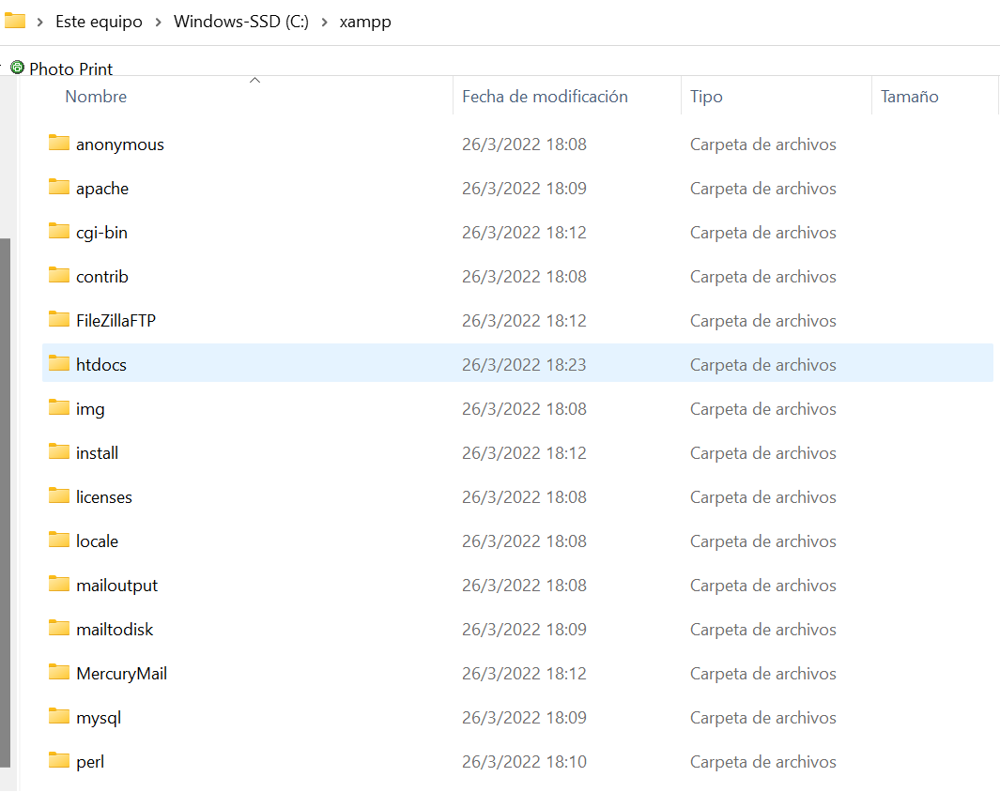 Este equipo > Windows-SSD (C:) > xampp
Photo Print
Nombre Fecha de modificación Tipo Tamaño
anonymous 26/3/2022 18:08 Carpeta de archivos
apache 26/3/2022 18:09 Carpeta de archivos
cgi-bin 26/3/2022 18:12 Carpeta de archivos
contrib 26/3/2022 18:08 Carpeta de archivos
FileZillaFTP 26/3/2022 18:12 Carpeta de archivos
htdocs 26/3/2022 18:23 Carpeta de archivos
img 26/3/2022 18:08 Carpeta de archivos
install 26/3/2022 18:12 Carpeta de archivos
licenses 26/3/2022 18:08 Carpeta de archivos
locale 26/3/2022 18:08 Carpeta de archivos
mailoutput 26/3/2022 18:08 Carpeta de archivos
mailtodisk 26/3/2022 18:09 Carpeta de archivos
MercuryMail 26/3/2022 18:12 Carpeta de archivos
mysql 26/3/2022 18:09 Carpeta de archivos
perl 26/3/2022 18:10 Carpeta de archivos